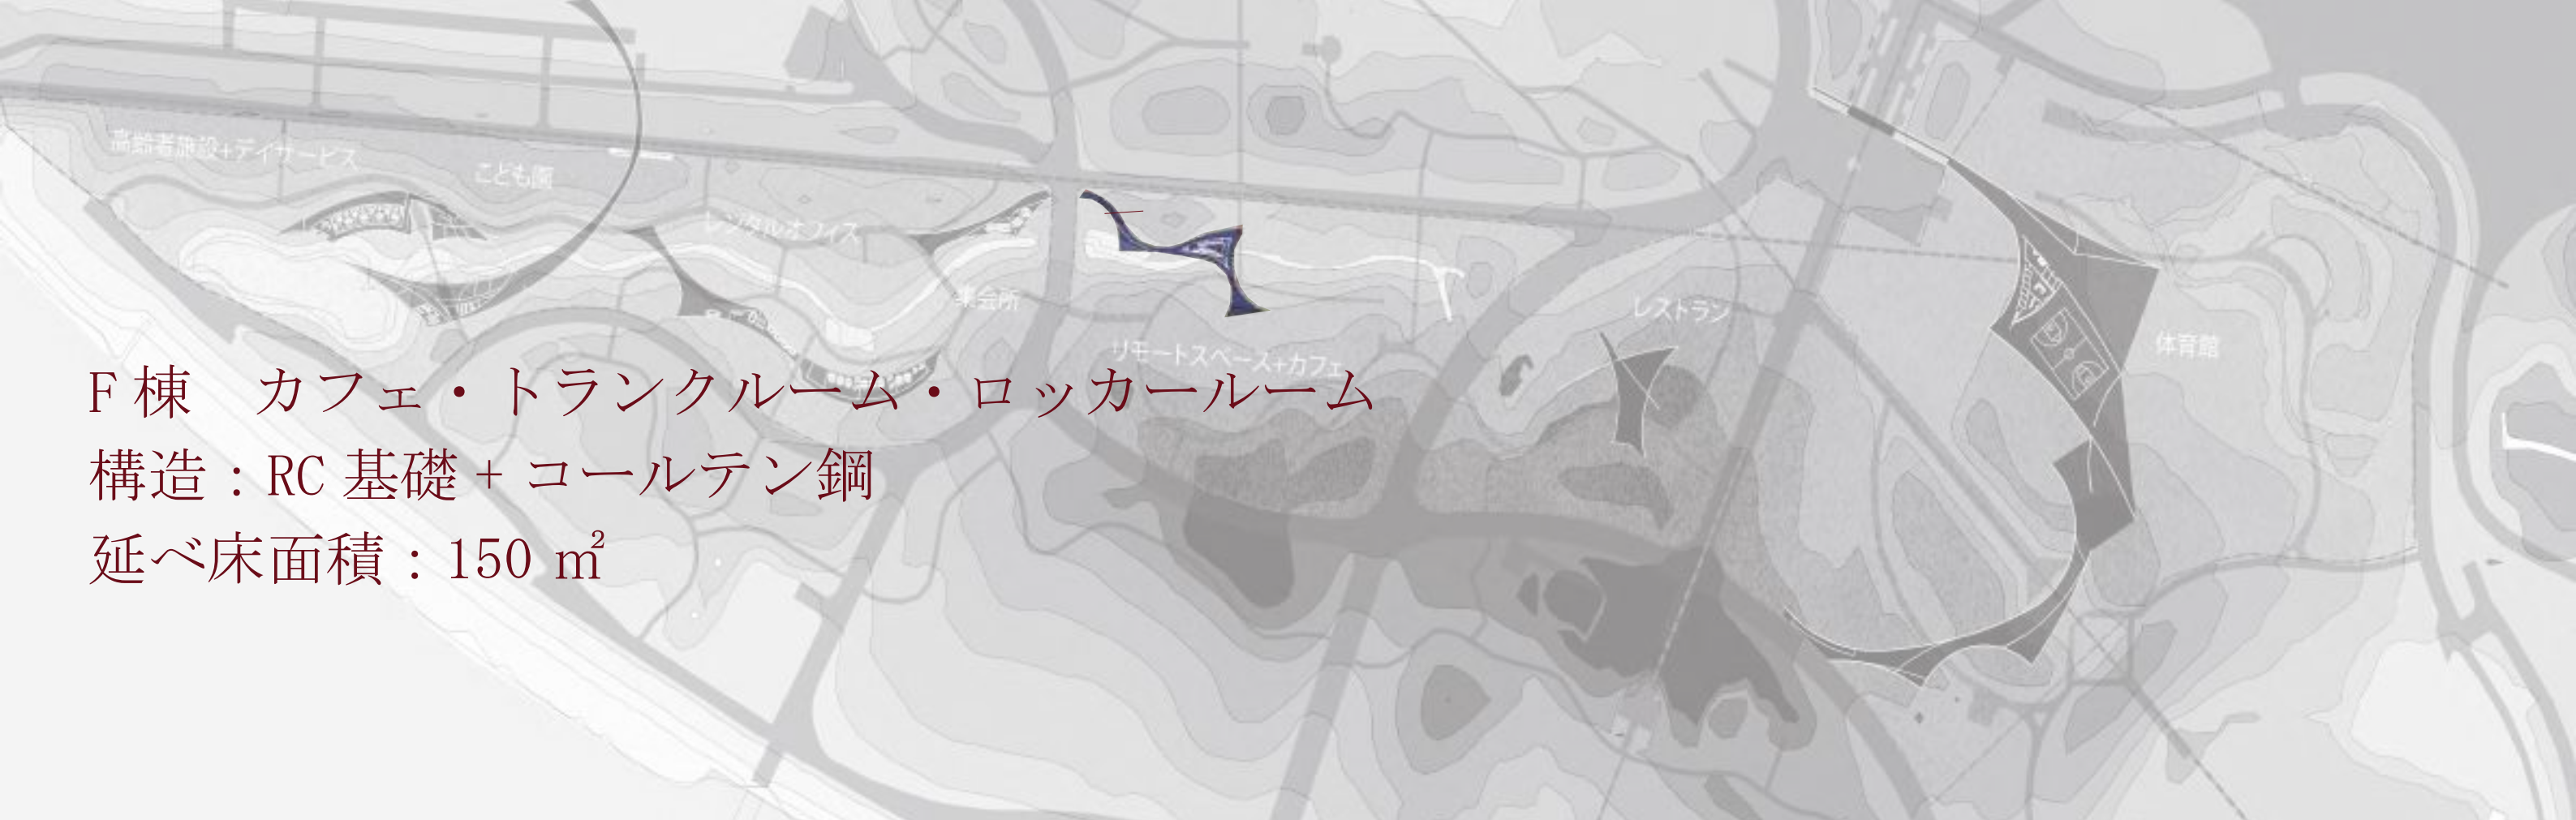 高齢者施設+デイサービス
こども園
レンタルオフィス
集会所
レストラン
体育館
リモートスペース+カフェ
F 棟　カフェ・トランクルーム・ロッカールーム
構造：RC 基礎 + コールテン鋼
延べ床面積：150 ㎡